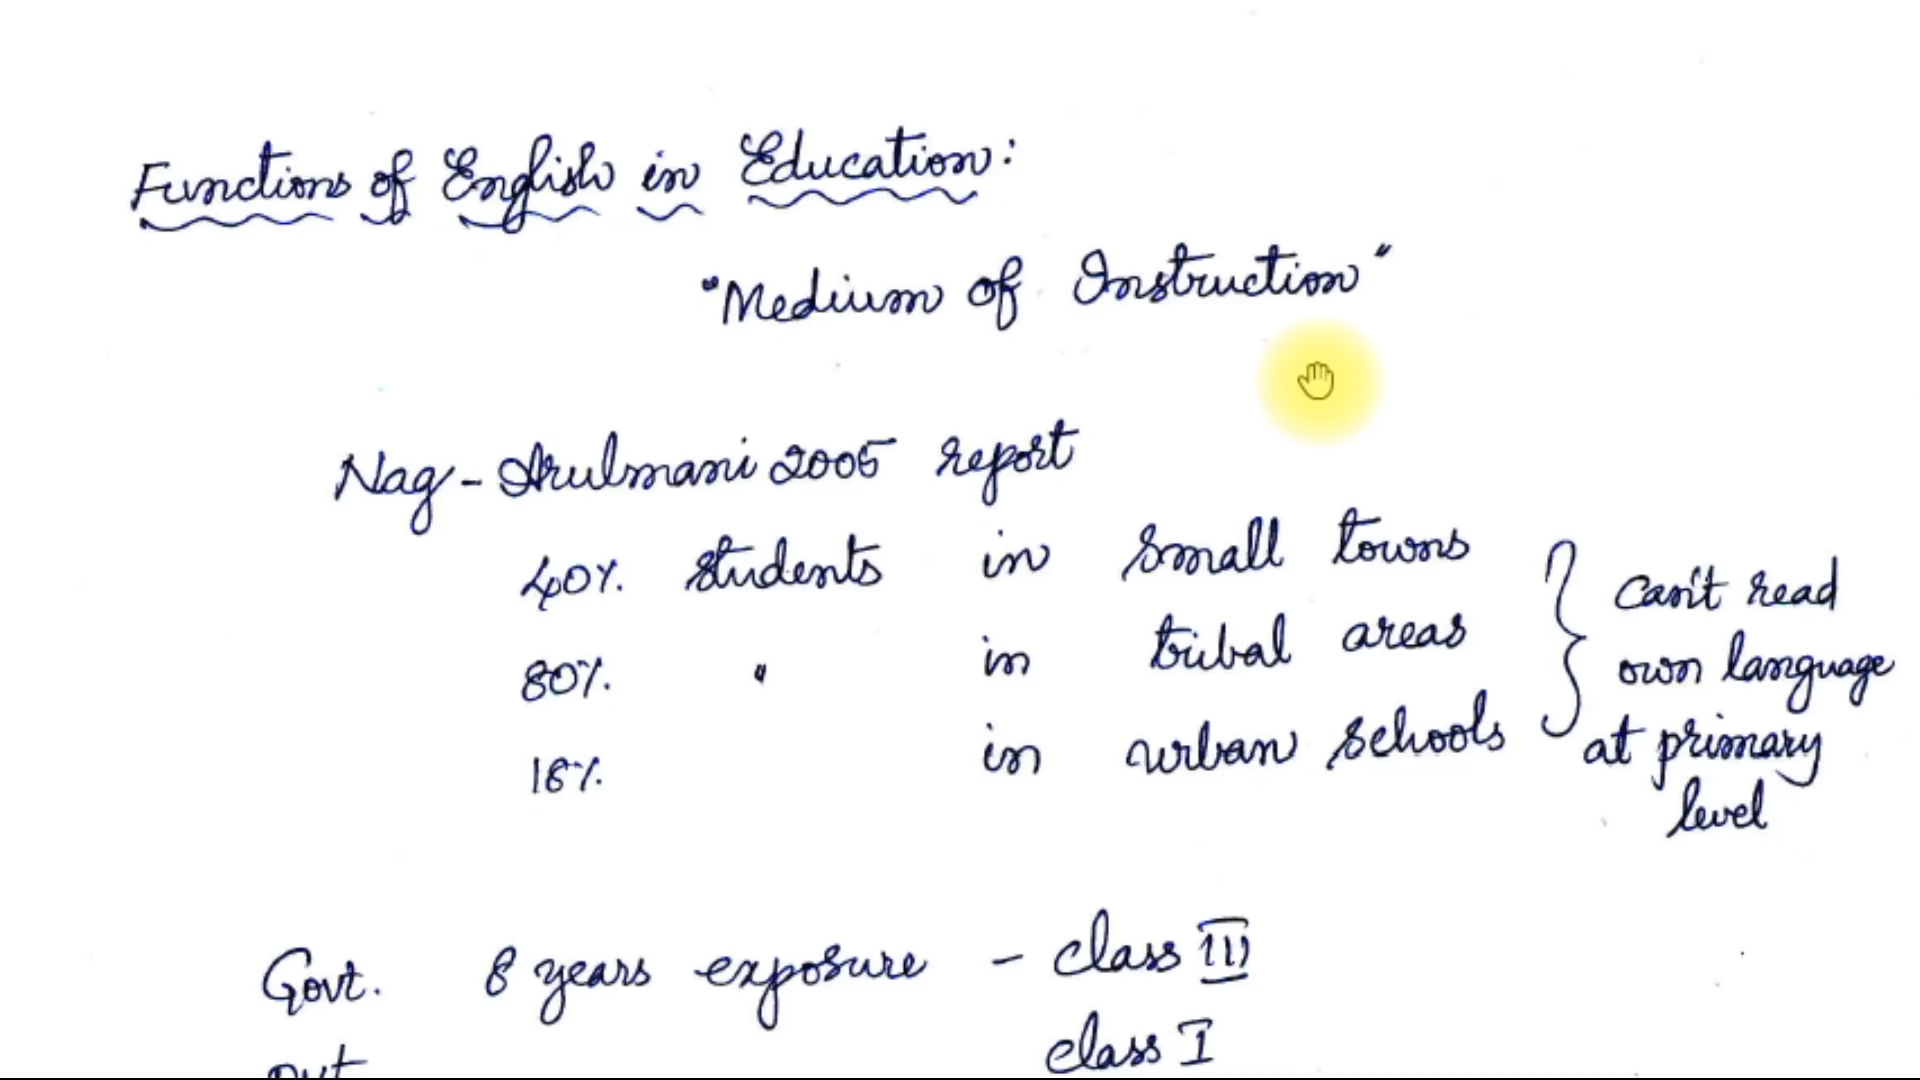 Functions of English in Education:
"Medium of Instruction"
Nag - Arulmani 2005 report
40% students in small towns
80% " in tribal areas
18% in urban schools
can't read
own language
at primary
level
Govt. 8 years exposure - class III
class I